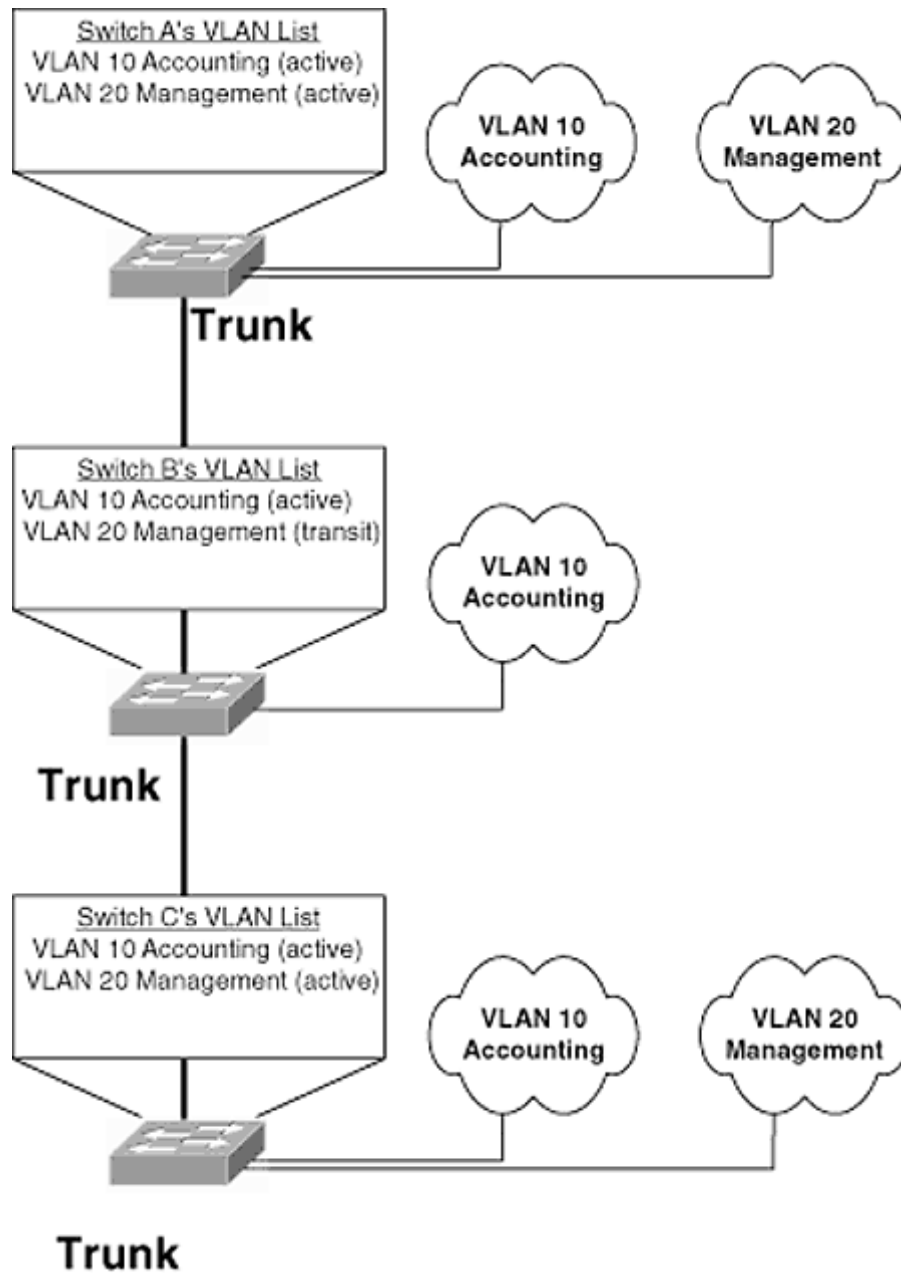 Switch A's VLAN List
VLAN 10 Accounting (active)
VLAN 20 Management (active)
VLAN 10
Accounting
VLAN 20
Management
Trunk
Switch B's VLAN List
VLAN 10 Accounting (active)
VLAN 20 Management (transit)
VLAN 10
Accounting
Trunk
Switch C's VLAN List
VLAN 10 Accounting (active)
VLAN 20 Management (active)
VLAN 10
Accounting
VLAN 20
Management
Trunk